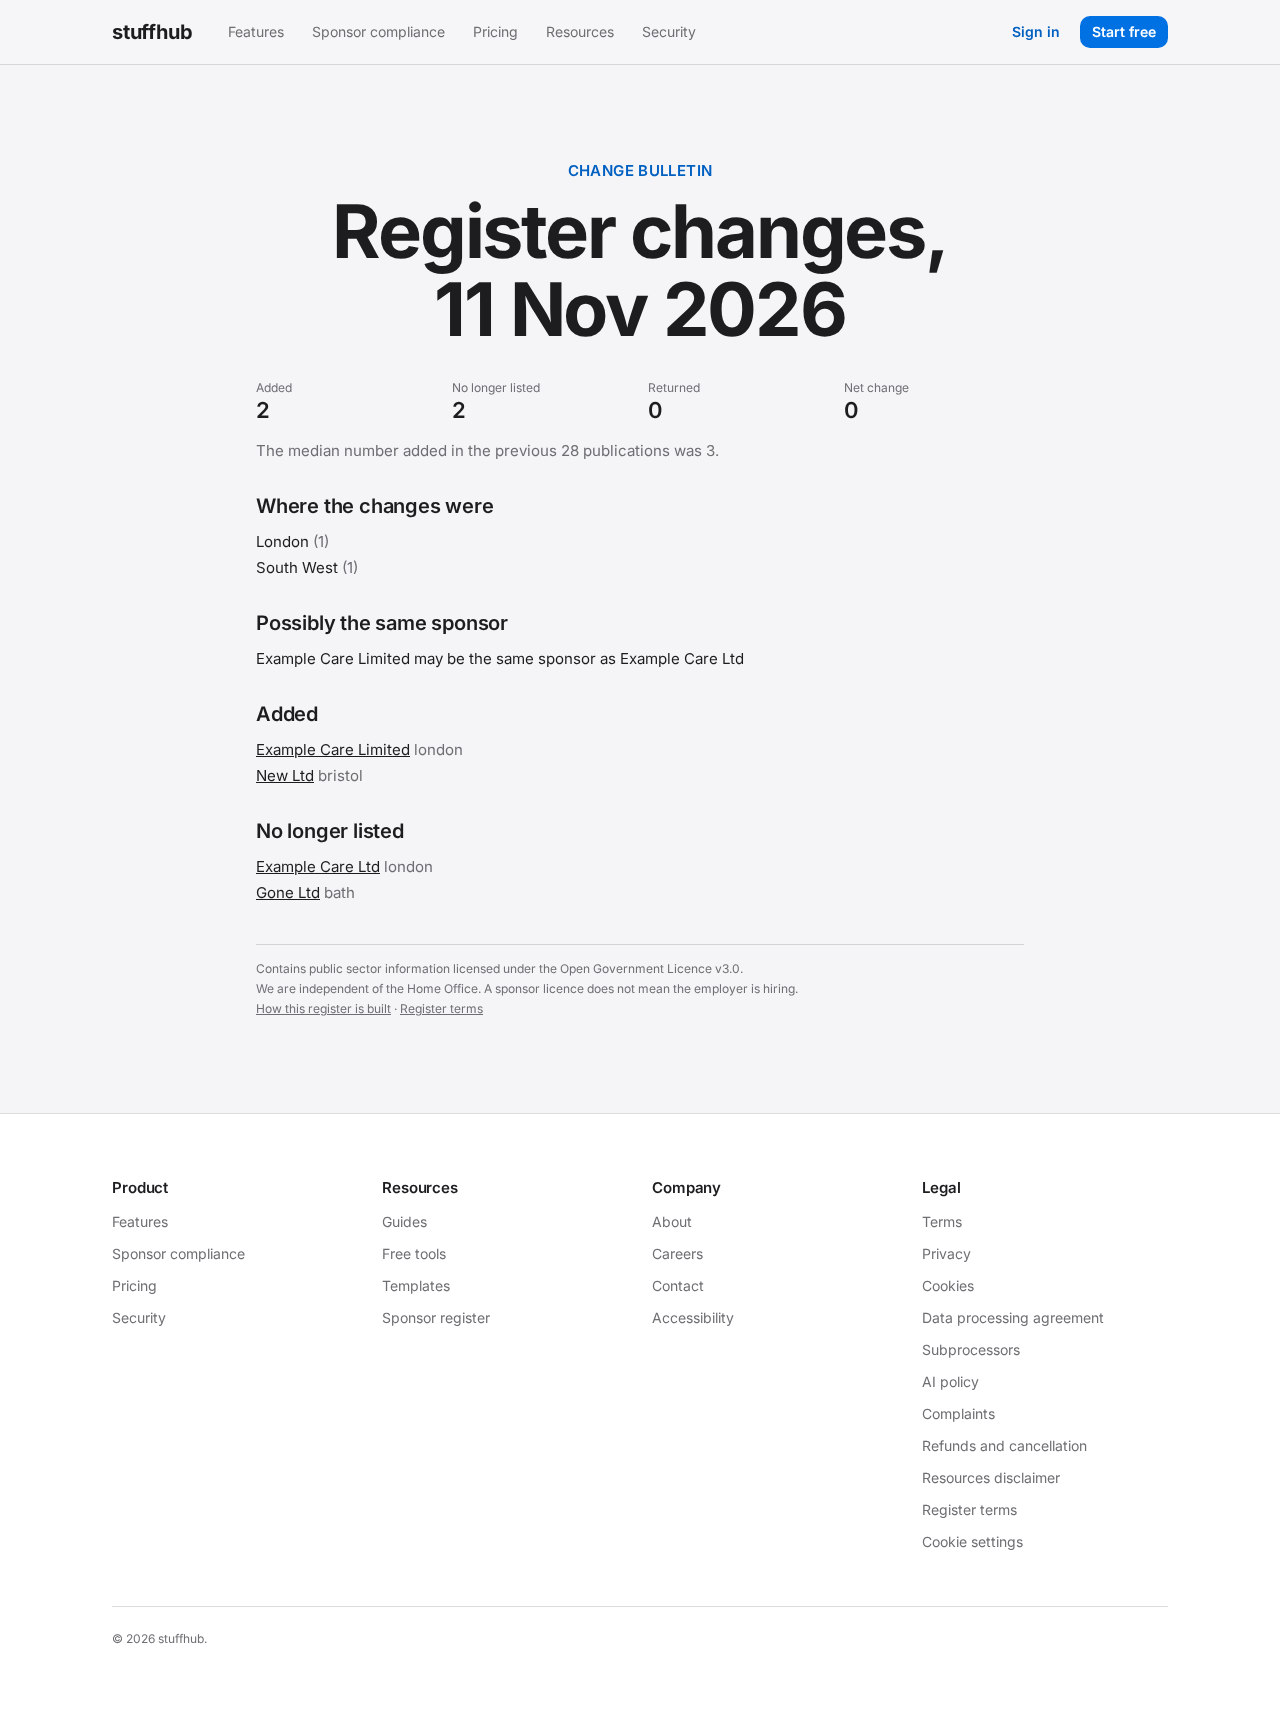 stuffhub Features Sponsor compliance Pricing Resources Security Sign in Start free
CHANGE BULLETIN
Register changes,
11 Nov 2026
Added No longer listed Returned Net change
2 2 0 0
The median number added in the previous 28 publications was 3.
Where the changes were
London (1)
South West (1)
Possibly the same sponsor
Example Care Limited may be the same sponsor as Example Care Ltd
Added
Example Care Limited london
New Ltd bristol
No longer listed
Example Care Ltd london
Gone Ltd bath
Contains public sector information licensed under the Open Government Licence v3.0.
We are independent of the Home Office. A sponsor licence does not mean the employer is hiring.
How this register is built · Register terms
Product
Features
Sponsor compliance
Pricing
Security
Resources
Guides
Free tools
Templates
Sponsor register
Company
About
Careers
Contact
Accessibility
Legal
Terms
Privacy
Cookies
Data processing agreement
Subprocessors
AI policy
Complaints
Refunds and cancellation
Resources disclaimer
Register terms
Cookie settings
© 2026 stuffhub.